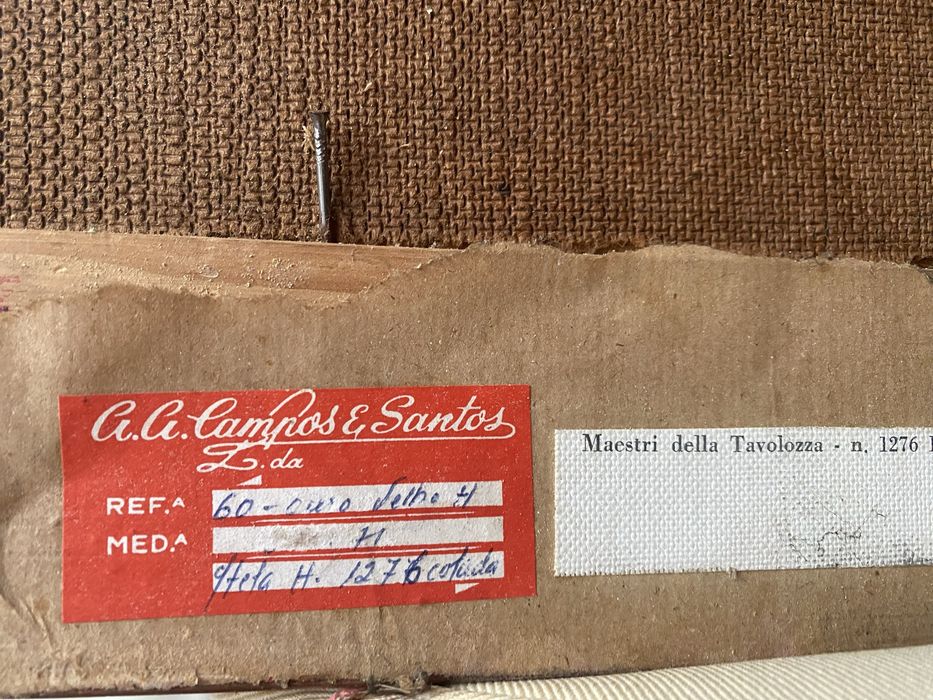 A.A. Campos & Santos
L.da
REF.ª 60 - ouro velho H
MED.ª H
c/tela H. 1276 colada
Maestri della Tavolozza - n. 1276